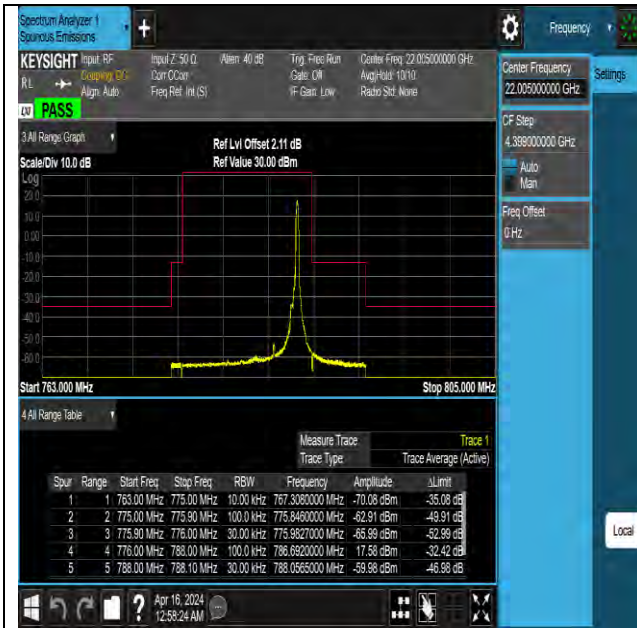 Spectrum Analyzer 1
Spurious Emissions
+
Frequency
KEYSIGHT
Input: RF
Coupling: DC
Align: Auto
Input Z: 50 Ω
Corr CCorr
Freq Ref: Int (S)
Atten: 40 dB
Trig: Free Run
Gate: Off
IF Gain: Low
Center Freq: 22.005000000 GHz
Avg|Hold: 10/10
Radio Std: None
RL
LXI
PASS
Center Frequency
22.005000000 GHz
Settings
CF Step
4.399000000 GHz
Auto
Man
Freq Offset
0 Hz
3 All Range Graph
Scale/Div 10.0 dB
Ref Lvl Offset 2.11 dB
Ref Value 30.00 dBm
Log
20.0
10.0
0.00
-10.0
-20.0
-30.0
-40.0
-50.0
-60.0
Start 763.000 MHz
Stop 805.000 MHz
4 All Range Table
Measure Trace Trace 1
Trace Type Trace Average (Active)
Spur Range Start Freq Stop Freq RBW Frequency Amplitude ΔLimit
1 1 763.00 MHz 775.00 MHz 10.00 kHz 767.3080000 MHz -70.08 dBm -35.08 dB
2 2 775.00 MHz 775.90 MHz 100.0 kHz 775.8460000 MHz -62.91 dBm -49.91 dB
3 3 775.90 MHz 776.00 MHz 30.00 kHz 775.9827000 MHz -65.99 dBm -52.99 dB
4 4 776.00 MHz 788.00 MHz 100.0 kHz 786.6920000 MHz 17.58 dBm -32.42 dB
5 5 788.00 MHz 788.10 MHz 30.00 kHz 788.0565000 MHz -59.98 dBm -46.98 dB
Local
?
Apr 16, 2024
12:58:24 AM